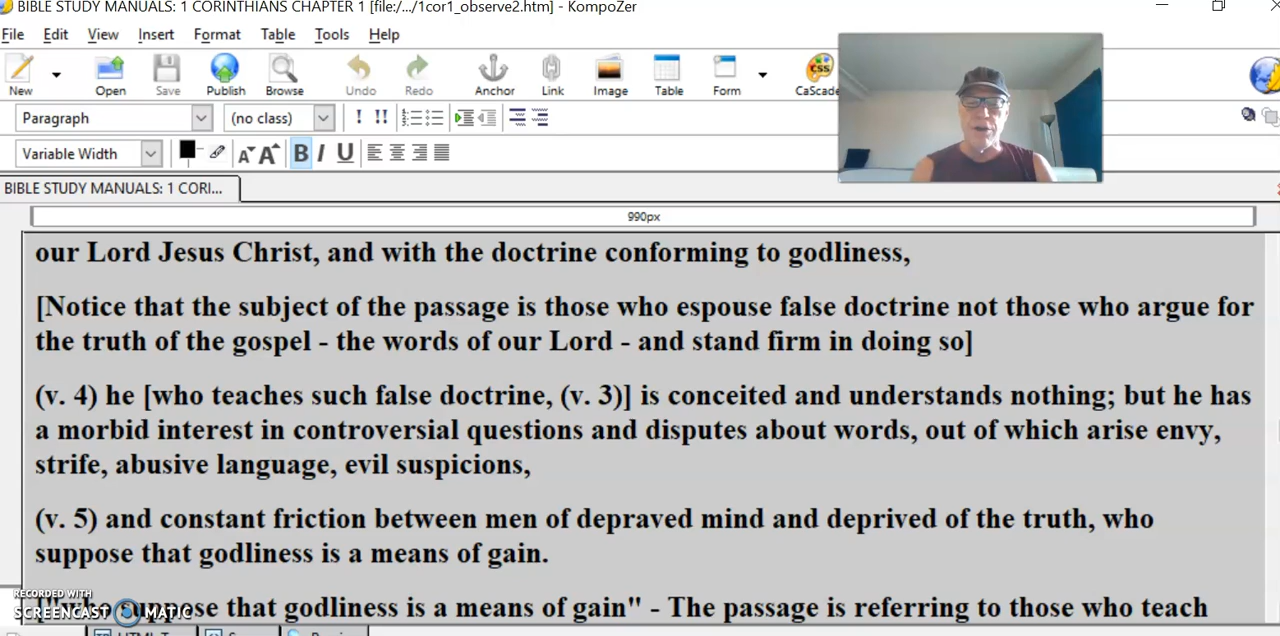 BIBLE STUDY MANUALS: 1 CORINTHIANS CHAPTER 1 [file:/.../1cor1_observe2.htm] - KompoZer
File Edit View Insert Format Table Tools Help
New Open Save Publish Browse Undo Redo Anchor Link Image Table Form CaScade
CSS
Paragraph (no class) ! !!
Variable Width A A B I U
BIBLE STUDY MANUALS: 1 CORI...
990px
our Lord Jesus Christ, and with the doctrine conforming to godliness,
[Notice that the subject of the passage is those who espouse false doctrine not those who argue for
the truth of the gospel - the words of our Lord - and stand firm in doing so]
(v. 4) he [who teaches such false doctrine, (v. 3)] is conceited and understands nothing; but he has
a morbid interest in controversial questions and disputes about words, out of which arise envy,
strife, abusive language, evil suspicions,
(v. 5) and constant friction between men of depraved mind and deprived of the truth, who
suppose that godliness is a means of gain.
suppose that godliness is a means of gain" - The passage is referring to those who teach
RECORDED WITH
SCREENCAST MATIC